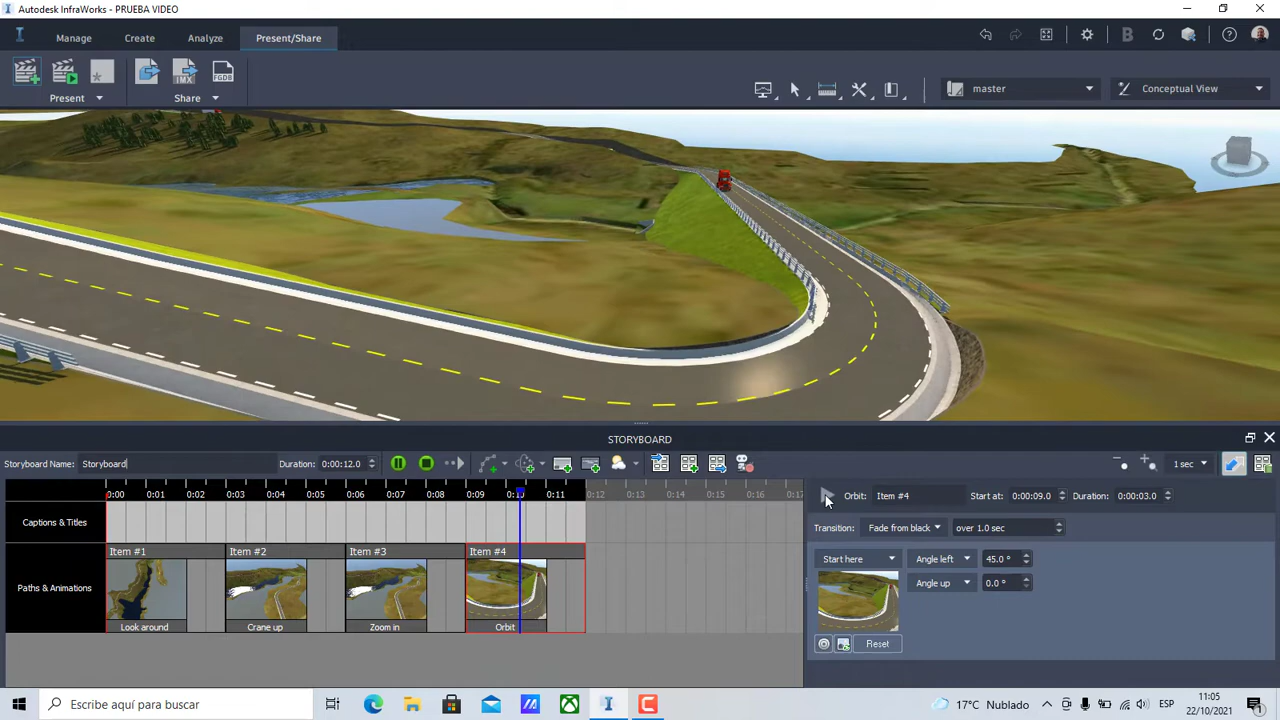 Autodesk InfraWorks - PRUEBA VIDEO
Manage Create Analyze Present/Share
IMX FGDB
Present Share
master Conceptual View
STORYBOARD
Storyboard Name: Storyboard Duration: 0:00:12.0 1 sec
0:00 0:01 0:02 0:03 0:04 0:05 0:06 0:07 0:08 0:09 0:10 0:11 0:12 0:13 0:14 0:15 0:16 0:17
Orbit: Item #4 Start at: 0:00:09.0 Duration: 0:00:03.0
Captions & Titles
Transition: Fade from black over 1.0 sec
Item #1 Item #2 Item #3 Item #4
Start here Angle left 45.0 °
Angle up 0.0 °
Paths & Animations
Look around Crane up Zoom in Orbit
Reset
Escribe aquí para buscar
17°C Nublado ESP 11:05
22/10/2021
1